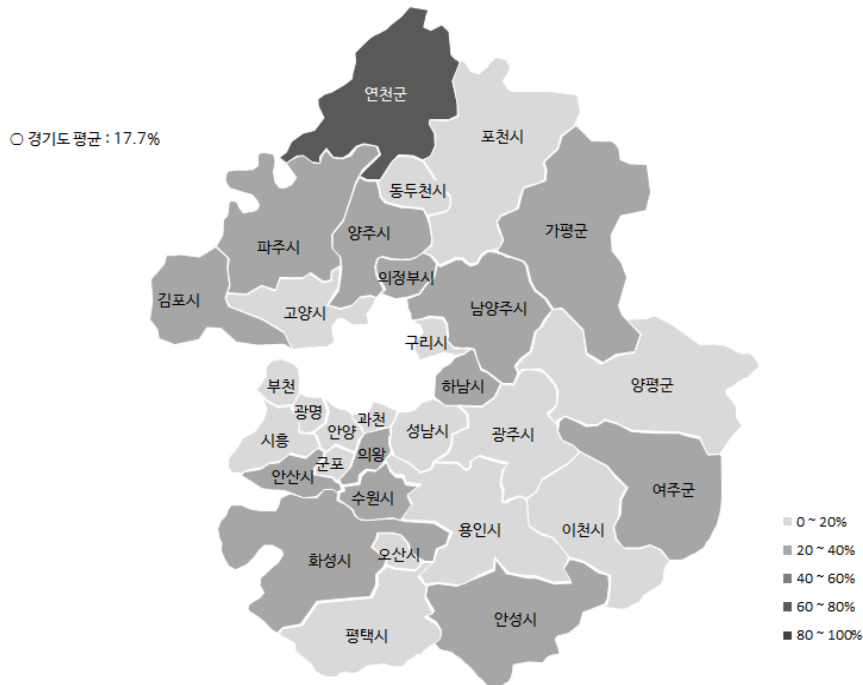 연천군
포천시
○ 경기도 평균 : 17.7%
동두천시
가평군
양주시
파주시
의정부시
김포시
고양시
남양주시
구리시
부천
하남시
양평군
광명
과천
안양
성남시
광주시
시흥
의왕
군포
안산시
여주군
수원시
용인시
이천시
0 ~ 20%
오산시
화성시
20 ~ 40%
40 ~ 60%
60 ~ 80%
안성시
평택시
80 ~ 100%